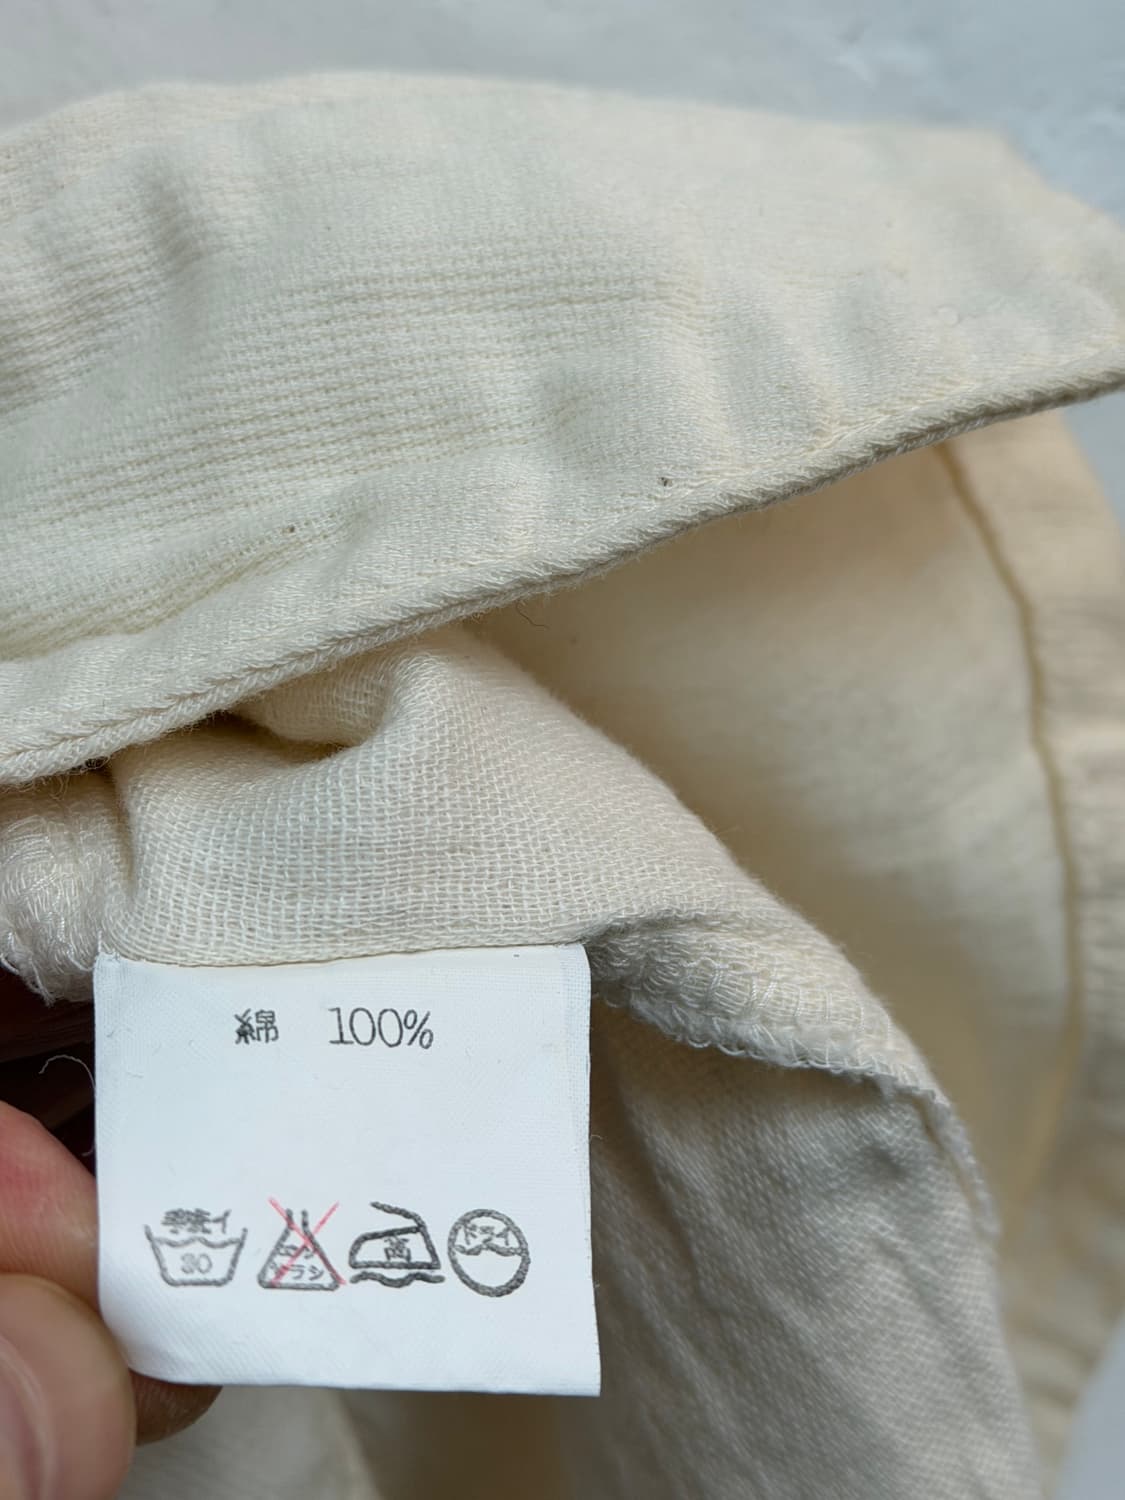 綿 100%
手洗イ
30
エンソ
サラシ
高
ドライ